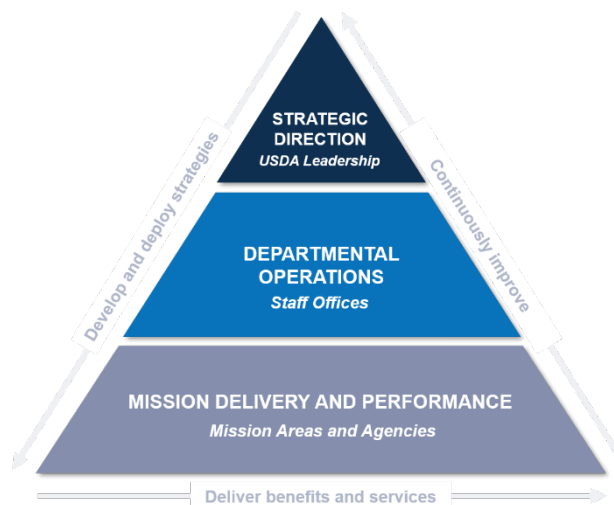 STRATEGIC
DIRECTION
USDA Leadership
Develop and deploy strategies
Continuously improve
DEPARTMENTAL
OPERATIONS
Staff Offices
MISSION DELIVERY AND PERFORMANCE
Mission Areas and Agencies
Deliver benefits and services